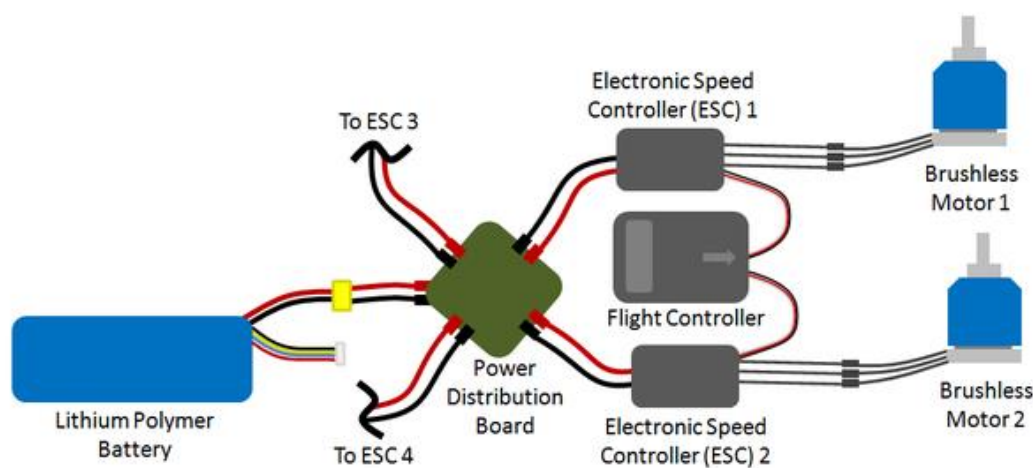 Electronic Speed
Controller (ESC) 1
To ESC 3
Brushless
Motor 1
Flight Controller
Power
Distribution
Board
Lithium Polymer
Battery
To ESC 4
Electronic Speed
Controller (ESC) 2
Brushless
Motor 2